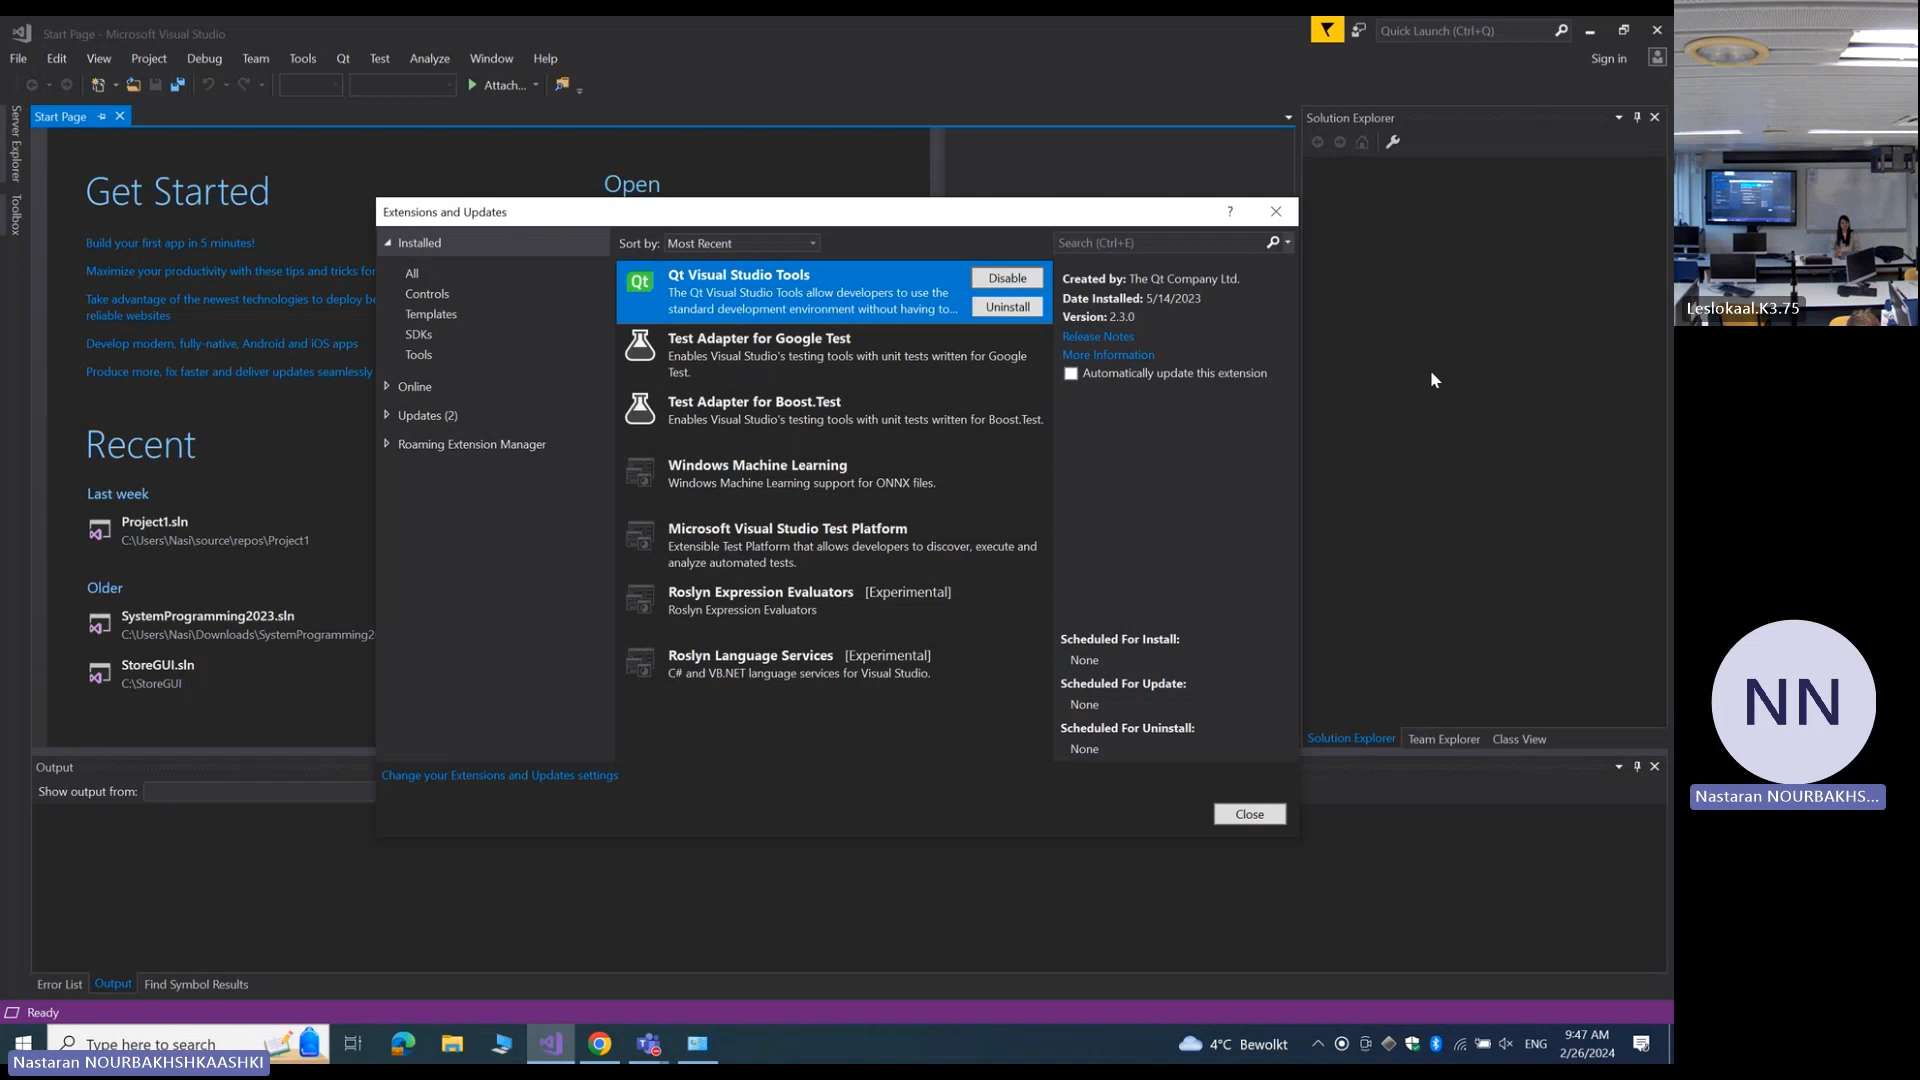 Start Page - Microsoft Visual Studio
Quick Launch (Ctrl+Q)
File Edit View Project Debug Team Tools Qt Test Analyze Window Help
Sign in
Attach...
Server Explorer
Toolbox
Start Page
Get Started
Build your first app in 5 minutes!
Maximize your productivity with these tips and tricks for
Take advantage of the newest technologies to deploy be
reliable websites
Develop modern, fully-native, Android and iOS apps
Produce more, fix faster and deliver updates seamlessly
Recent
Last week
Project1.sln
C:\Users\Nasi\source\repos\Project1
Older
SystemProgramming2023.sln
C:\Users\Nasi\Downloads\SystemProgramming2
StoreGUI.sln
C:\StoreGUI
Open
Extensions and Updates
?
Installed
All
Controls
Templates
SDKs
Tools
Online
Updates (2)
Roaming Extension Manager
Change your Extensions and Updates settings
Sort by: Most Recent
Search (Ctrl+E)
Qt
Qt Visual Studio Tools
The Qt Visual Studio Tools allow developers to use the
standard development environment without having to...
Disable
Uninstall
Test Adapter for Google Test
Enables Visual Studio's testing tools with unit tests written for Google
Test.
Test Adapter for Boost.Test
Enables Visual Studio's testing tools with unit tests written for Boost.Test.
Windows Machine Learning
Windows Machine Learning support for ONNX files.
Microsoft Visual Studio Test Platform
Extensible Test Platform that allows developers to discover, execute and
analyze automated tests.
Roslyn Expression Evaluators [Experimental]
Roslyn Expression Evaluators
Roslyn Language Services [Experimental]
C# and VB.NET language services for Visual Studio.
Created by: The Qt Company Ltd.
Date Installed: 5/14/2023
Version: 2.3.0
Release Notes
More Information
Automatically update this extension
Scheduled For Install:
None
Scheduled For Update:
None
Scheduled For Uninstall:
None
Close
Solution Explorer
Solution Explorer Team Explorer Class View
Output
Show output from:
Error List Output Find Symbol Results
Ready
Type here to search
4°C Bewolkt
ENG
9:47 AM
2/26/2024
Nastaran NOURBAKHSHKAASHKI
Leslokaal.K3.75
NN
Nastaran NOURBAKHS...